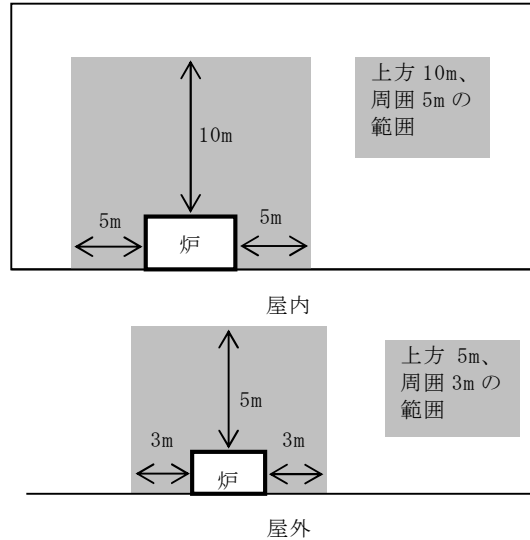 上方 10m、
周囲 5m の
範囲
10m
5m
5m
炉
屋内
上方 5m、
周囲 3m の
範囲
5m
3m
3m
炉
屋外